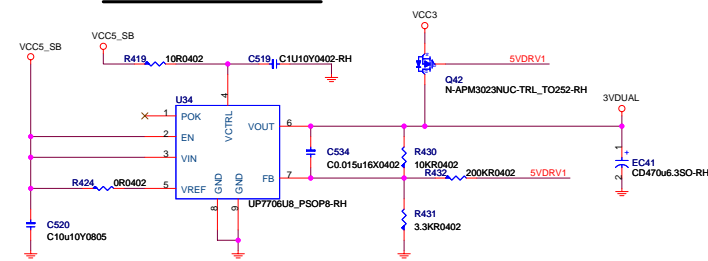 VCC3
VCC5_SB
VCC5_SB
R419
10R0402
C519
C1U10Y0402-RH
5VDRV1
Q42
N-APM3023NUC-TRL_TO252-RH
U34
4
3VDUAL
1
POK
VCTRL
VOUT
6
2
EN
3
VIN
C534
C0.015u16X0402
R430
10KR0402
1
+
EC41
CD470u6.3SO-RH
2
R424
0R0402
5
VREF
GND
GND
FB
7
R432
200KR0402
5VDRV1
8
9
UP7706U8_PSOP8-RH
R431
3.3KR0402
C520
C10u10Y0805